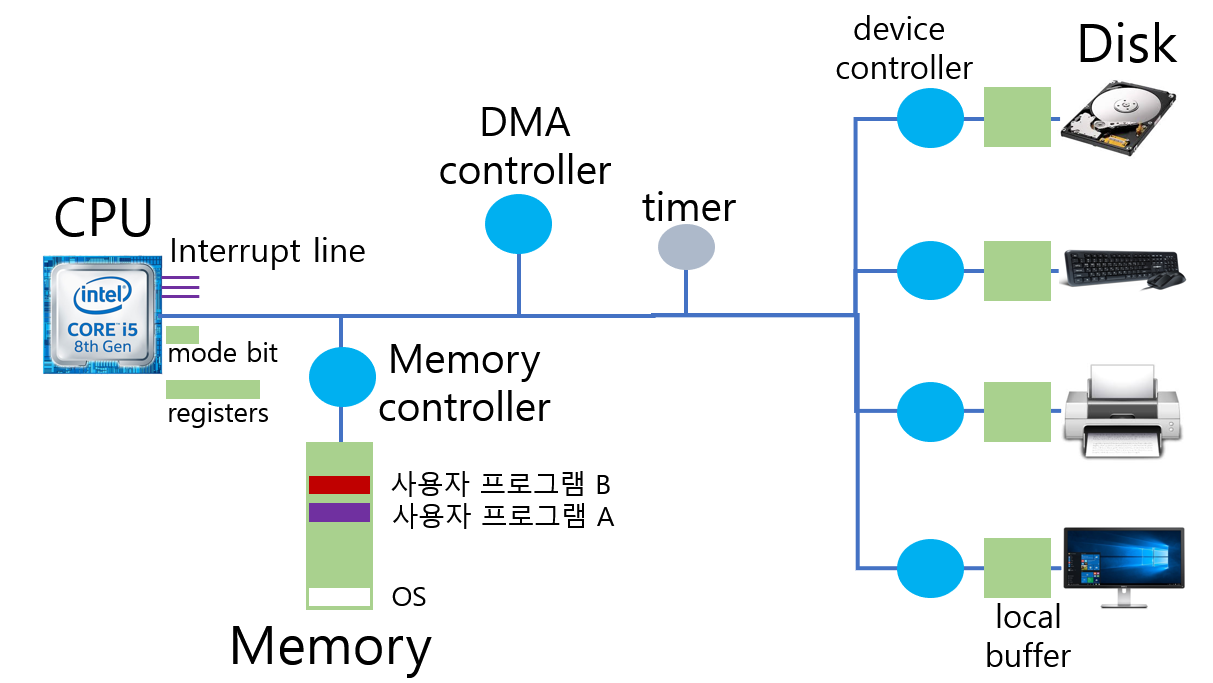 device
controller
Disk
DMA
controller
timer
CPU
Interrupt line
intel
CORE i5
8th Gen
mode bit
registers
Memory
controller
사용자 프로그램 B
사용자 프로그램 A
OS
Memory
local
buffer